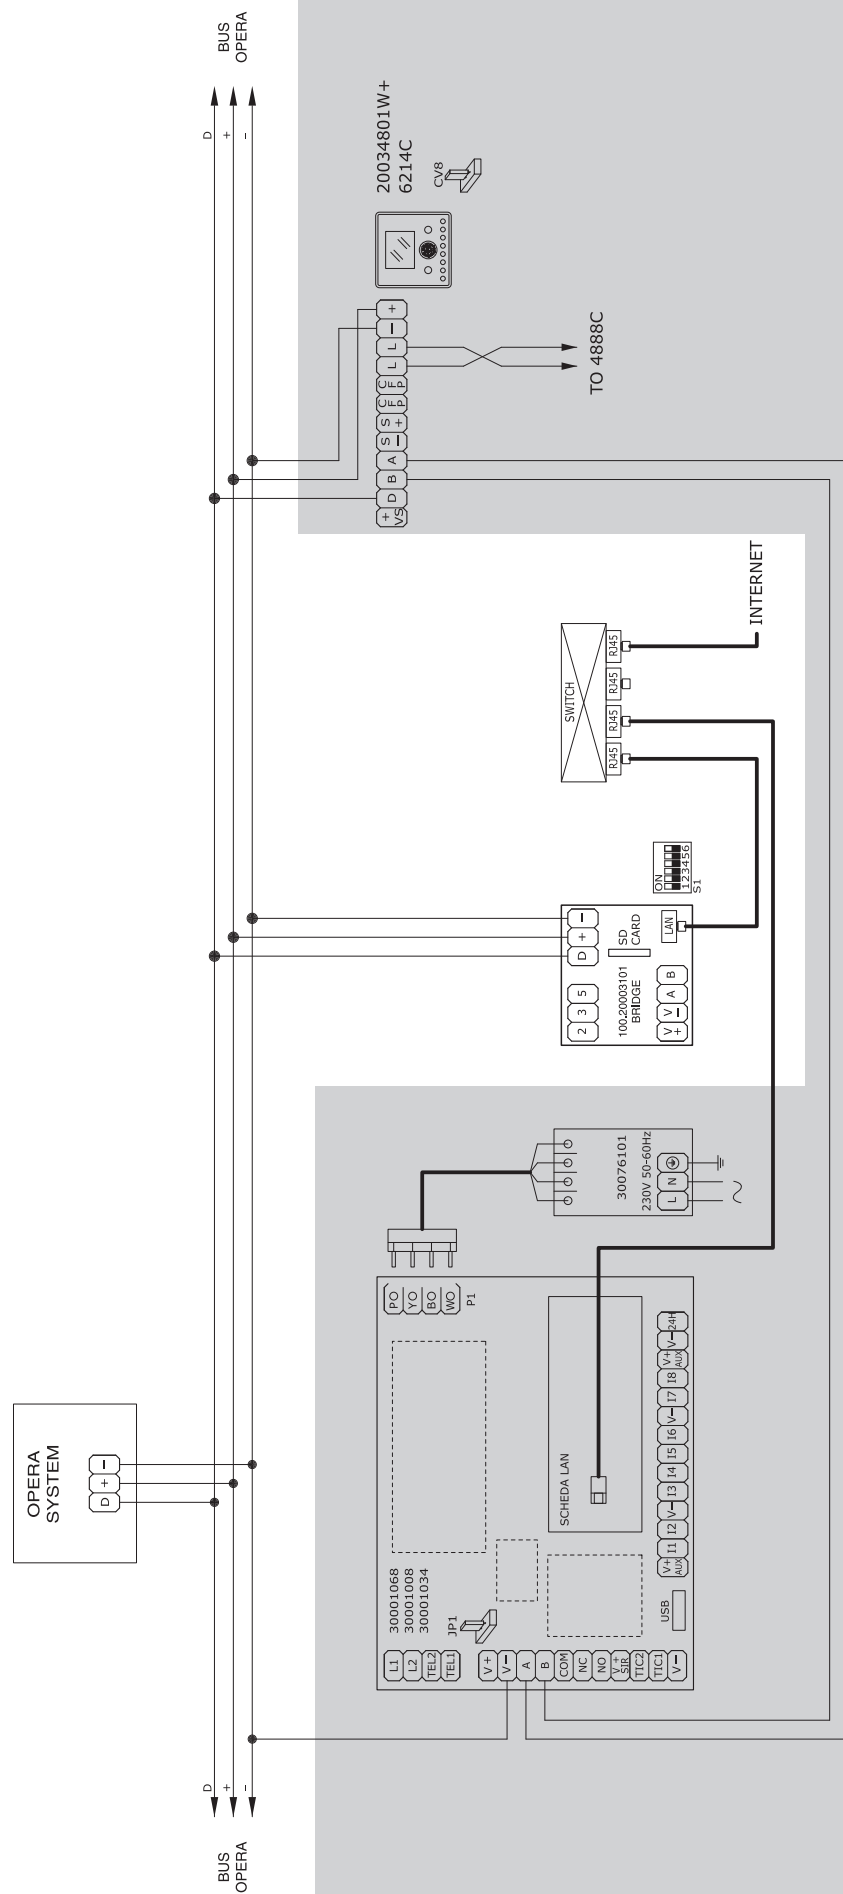 BUS
OPERA
D
+
–
20034801W+
6214C
CV8
+
–
L
L
C
F
P
C
F
P
S
+
S
–
A
B
D
+
VS
TO 4888C
INTERNET
SWITCH
RJ45
RJ45
RJ45
RJ45
ON
123456
S1
D
+
–
SD
CARD
LAN
2
3
5
100.20003101
BRIDGE
V
+
V
–
A
B
30076101
230V 50-60Hz
L
N
PO
YO
BO
WO
P1
OPERA
SYSTEM
D
+
–
SCHEDA LAN
30001068
30001008
30001034
JP1
USB
V+
AUX
I1
I2
V–
I3
I4
I5
I6
V–
I7
I8
V+
AUX
V–
24H
L1
L2
TEL2
TEL1
V+
V–
A
B
COM
NC
NO
V+
SIR
TIC2
TIC1
V–
D
+
–
BUS
OPERA